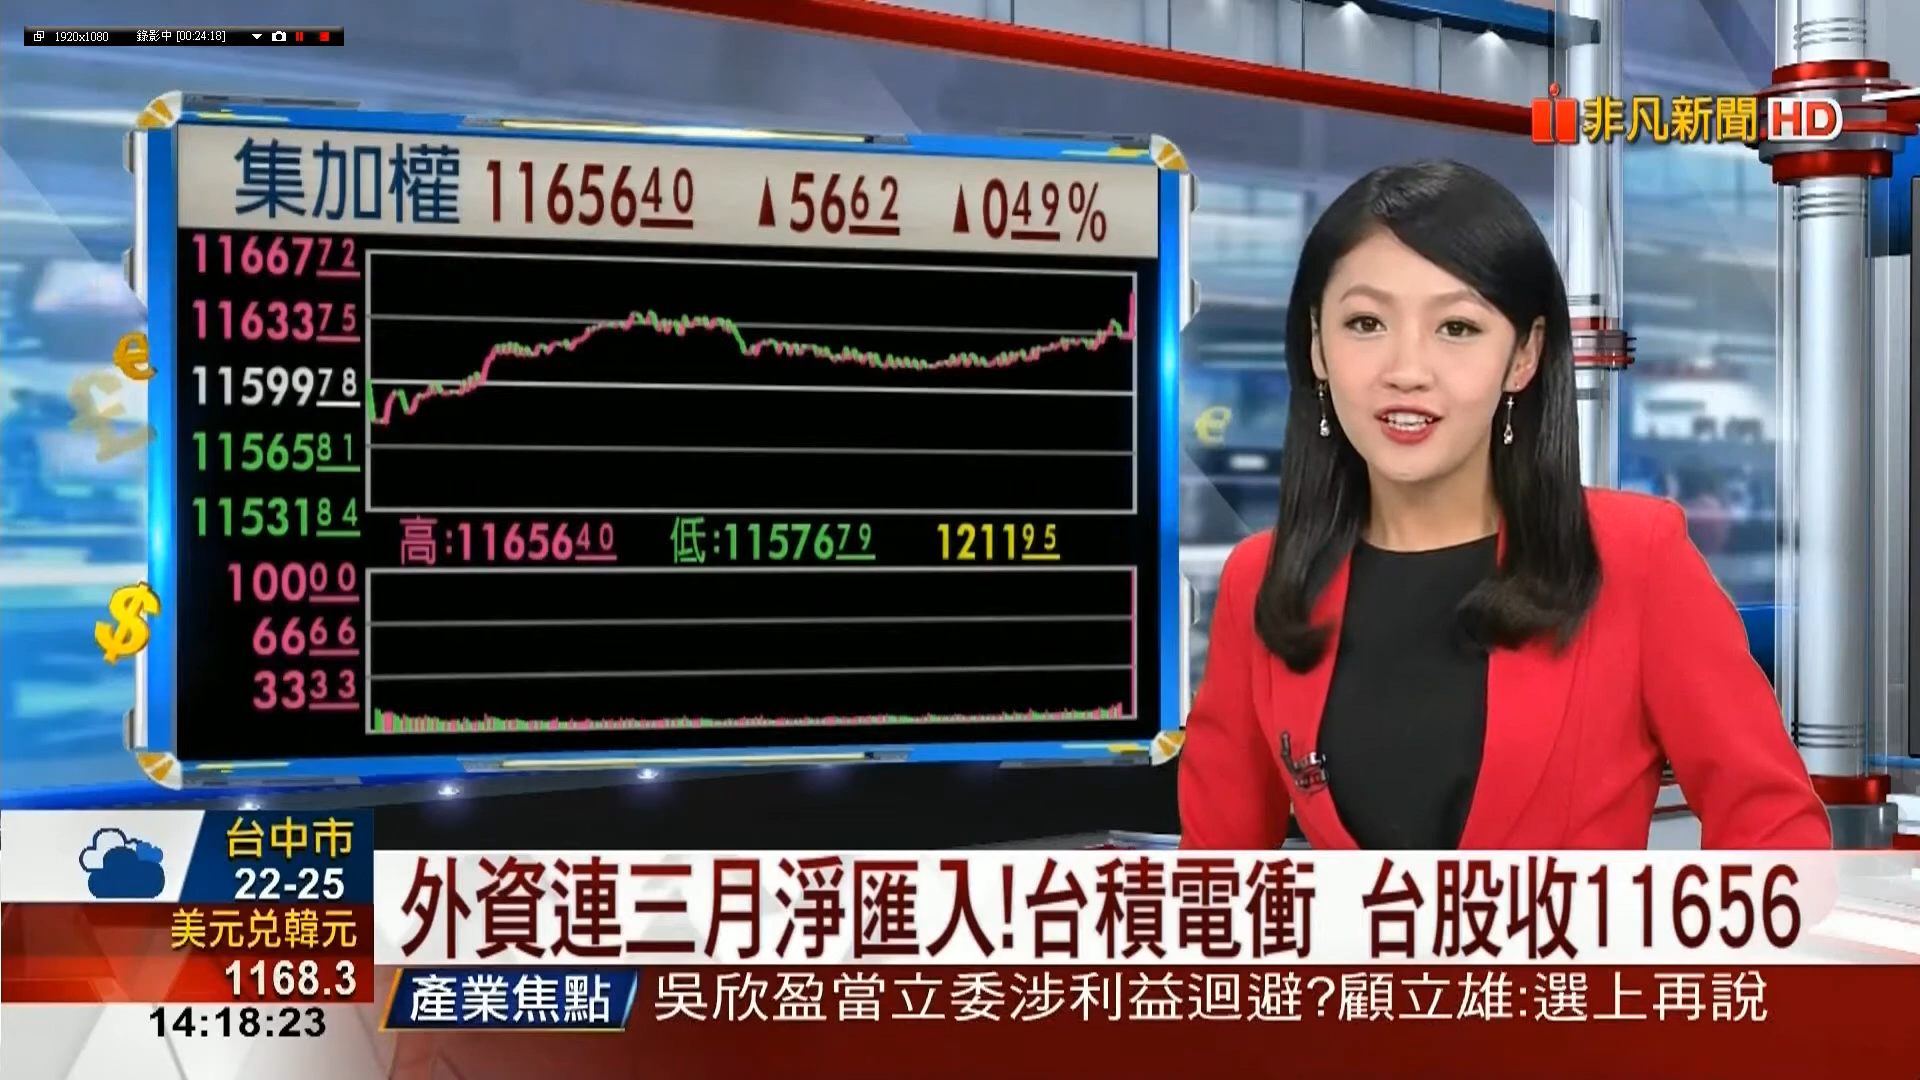 1920x1080 錄影中 [00:24:18]
非凡新聞 HD
集加權 11656.40 ▲56.62 ▲0.49%
11667.72
11633.75
11599.78
11565.81
11531.84
高:11656.40 低:11576.79 1211.95
100.00
66.66
33.33
台中市
22-25
美元兑韓元
1168.3
14:18:23
外資連三月淨匯入!台積電衝 台股收11656
產業焦點 吳欣盈當立委涉利益迴避?顧立雄:選上再說